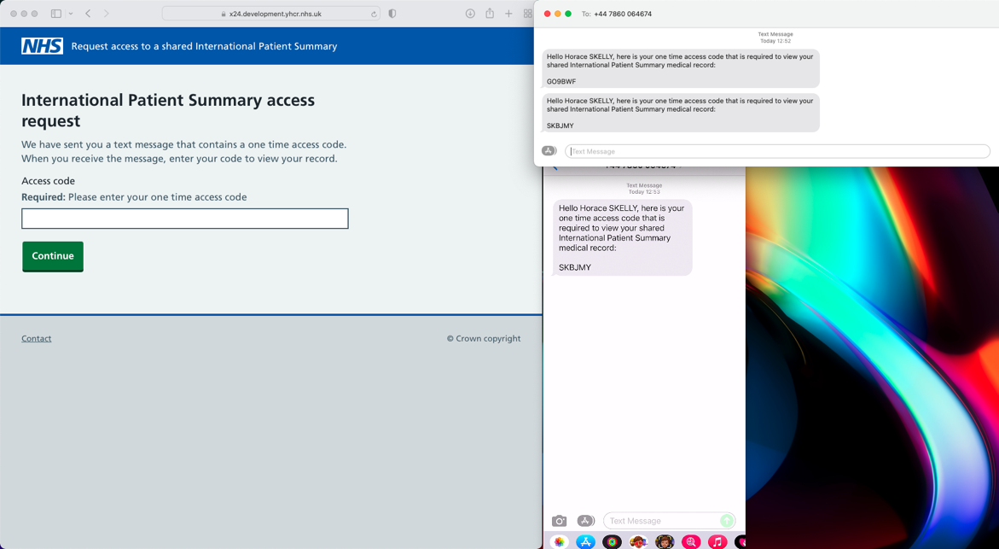 x24.development.yhcr.nhs.uk
NHS Request access to a shared International Patient Summary
International Patient Summary access
request
We have sent you a text message that contains a one time access code.
When you receive the message, enter your code to view your record.
Access code
Required: Please enter your one time access code
Continue
Contact
© Crown copyright
To: +44 7860 064674
Text Message
Today 12:52
Hello Horace SKELLY, here is your one time access code that is required to view your
shared International Patient Summary medical record:
GO9BWF
Hello Horace SKELLY, here is your one time access code that is required to view your
shared International Patient Summary medical record:
SKBJMY
Text Message
+44 7860 064674
Text Message
Today 12:53
Hello Horace SKELLY, here is your
one time access code that is
required to view your shared
International Patient Summary
medical record:
SKBJMY
Text Message